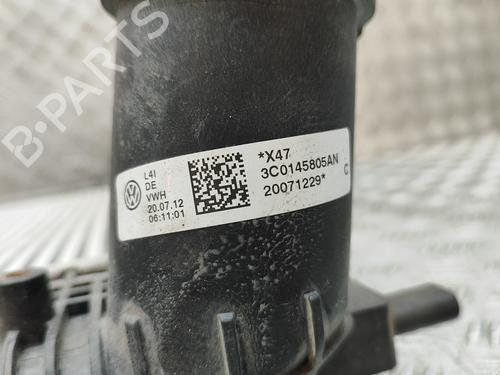 B-PARTS
L4I
DE
VWH
20.07.12
06:11:01
*X47
3C0145805AN
20071229*
C